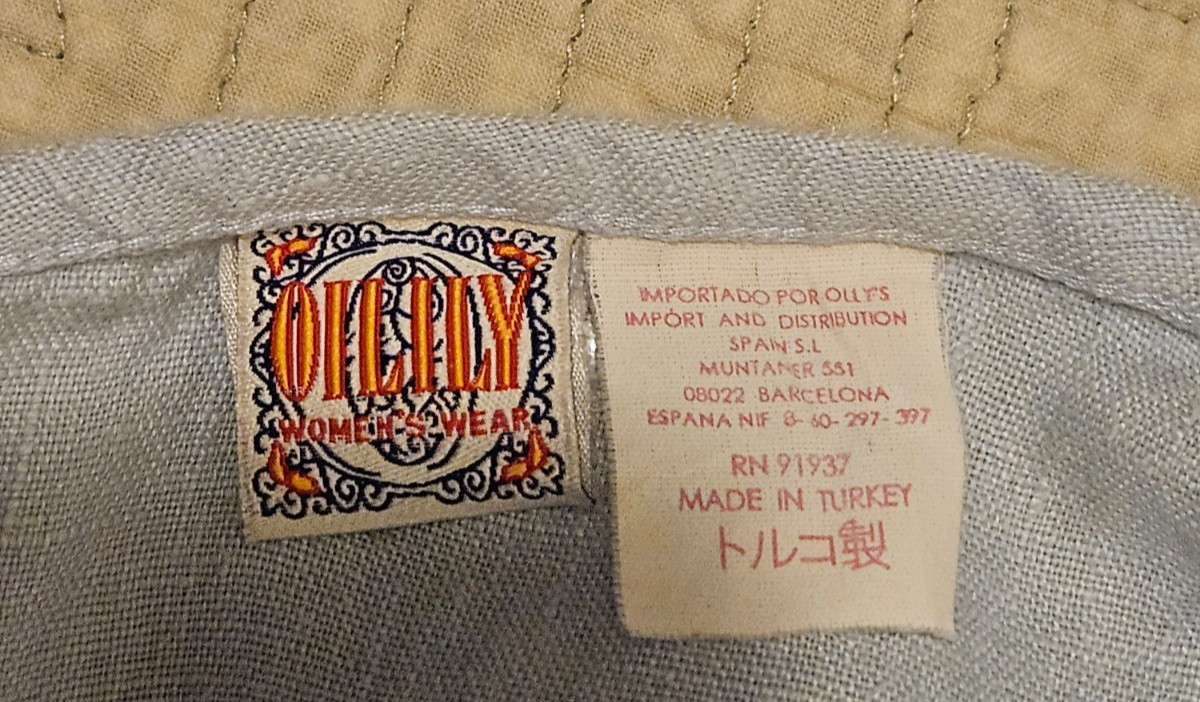 OILILY
WOMEN'S WEAR
IMPORTADO POR OLLY'S
IMPORT AND DISTRIBUTION
SPAIN S.L
MUNTANER 551
08022 BARCELONA
ESPANA NIF B-60-297-397
RN 91937
MADE IN TURKEY
トルコ製